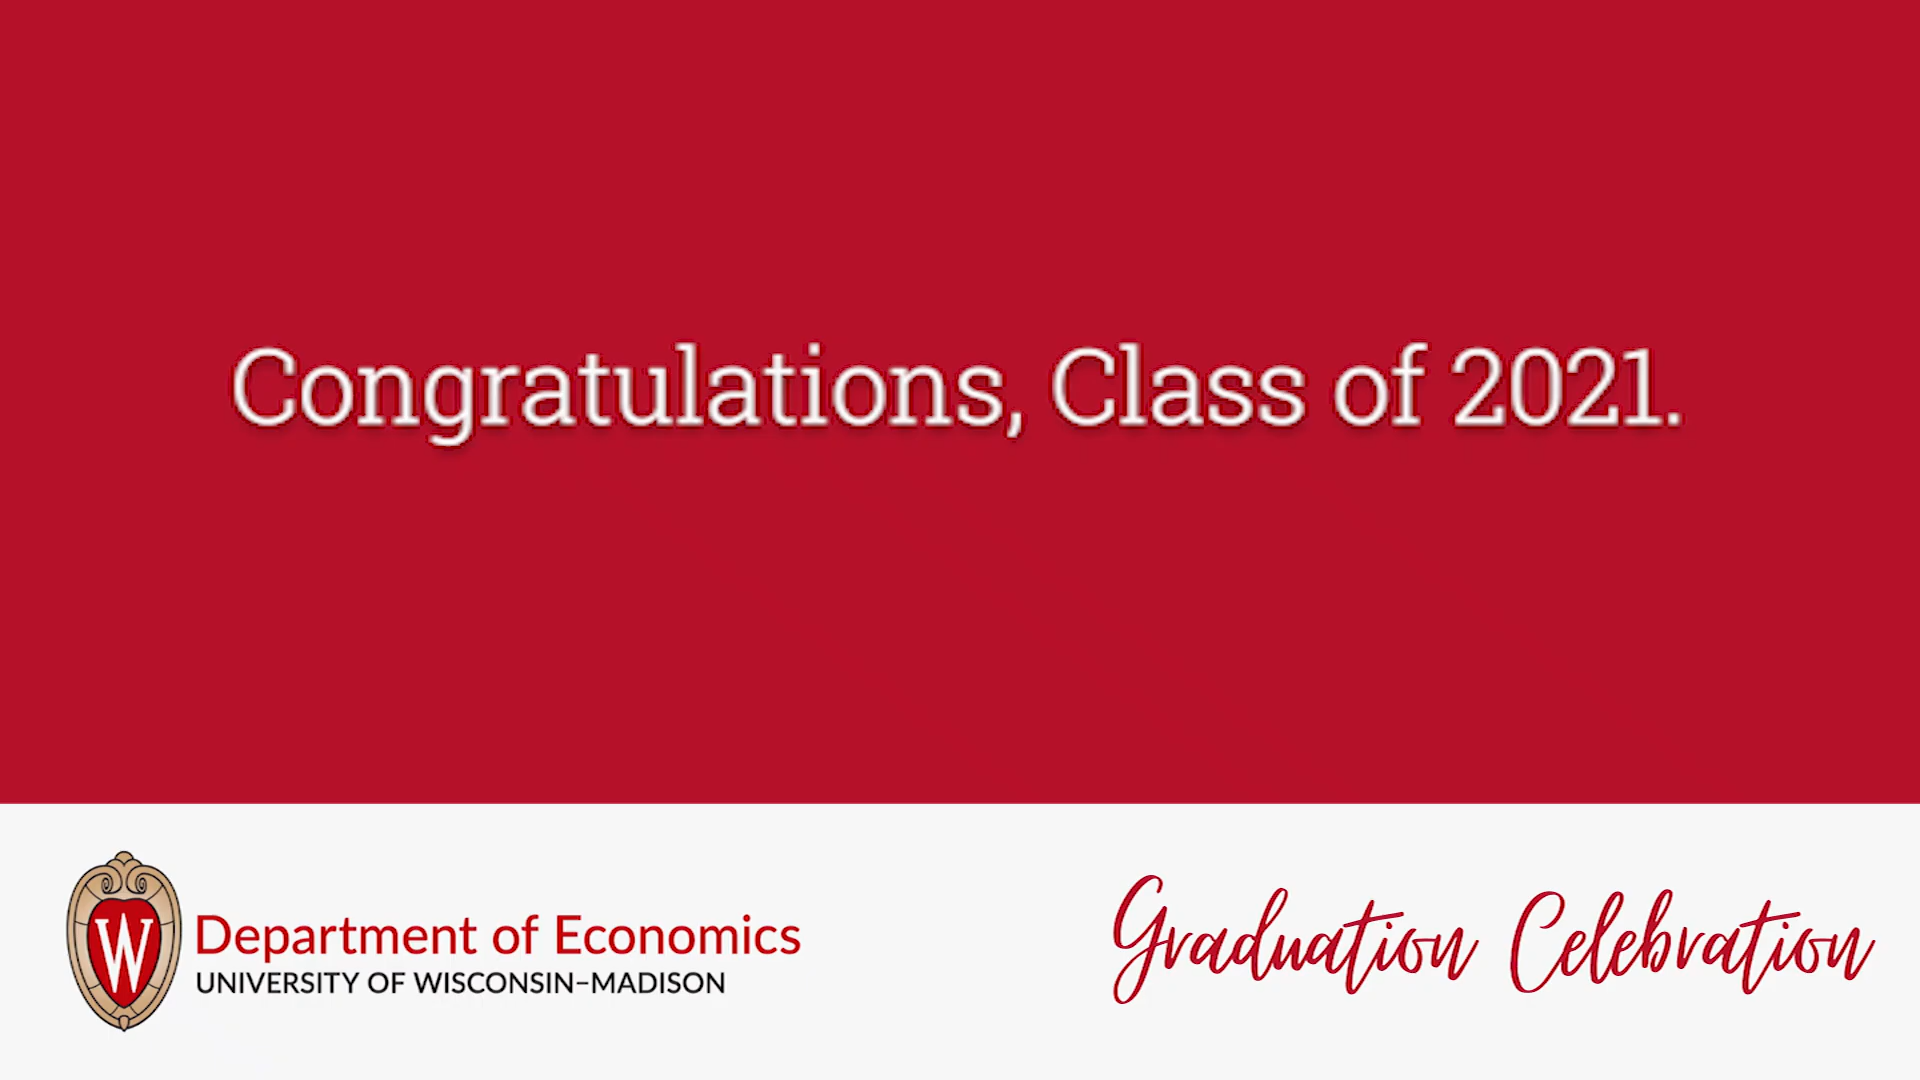 Congratulations, Class of 2021.
W
Department of Economics
UNIVERSITY OF WISCONSIN–MADISON
Graduation Celebration